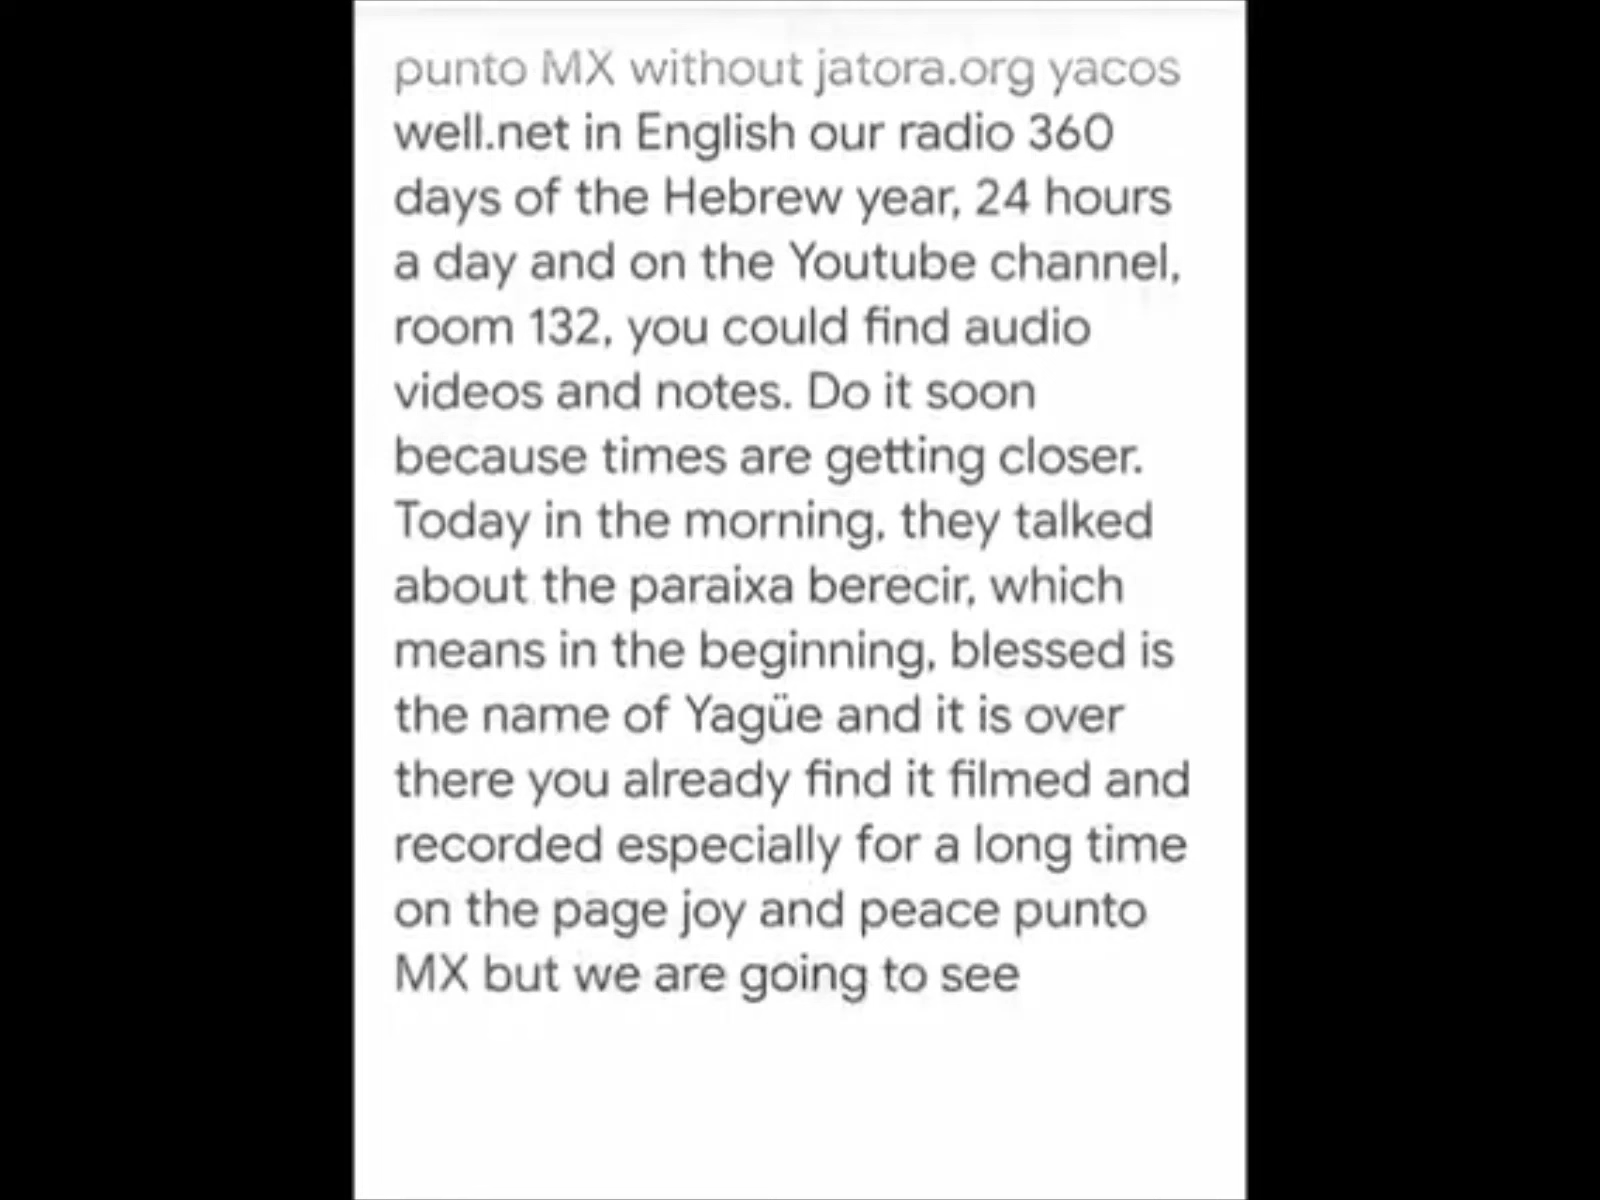 punto MX without jatora.org yacos
well.net in English our radio 360
days of the Hebrew year, 24 hours
a day and on the Youtube channel,
room 132, you could find audio
videos and notes. Do it soon
because times are getting closer.
Today in the morning, they talked
about the paraixa berecir, which
means in the beginning, blessed is
the name of Yagüe and it is over
there you already find it filmed and
recorded especially for a long time
on the page joy and peace punto
MX but we are going to see